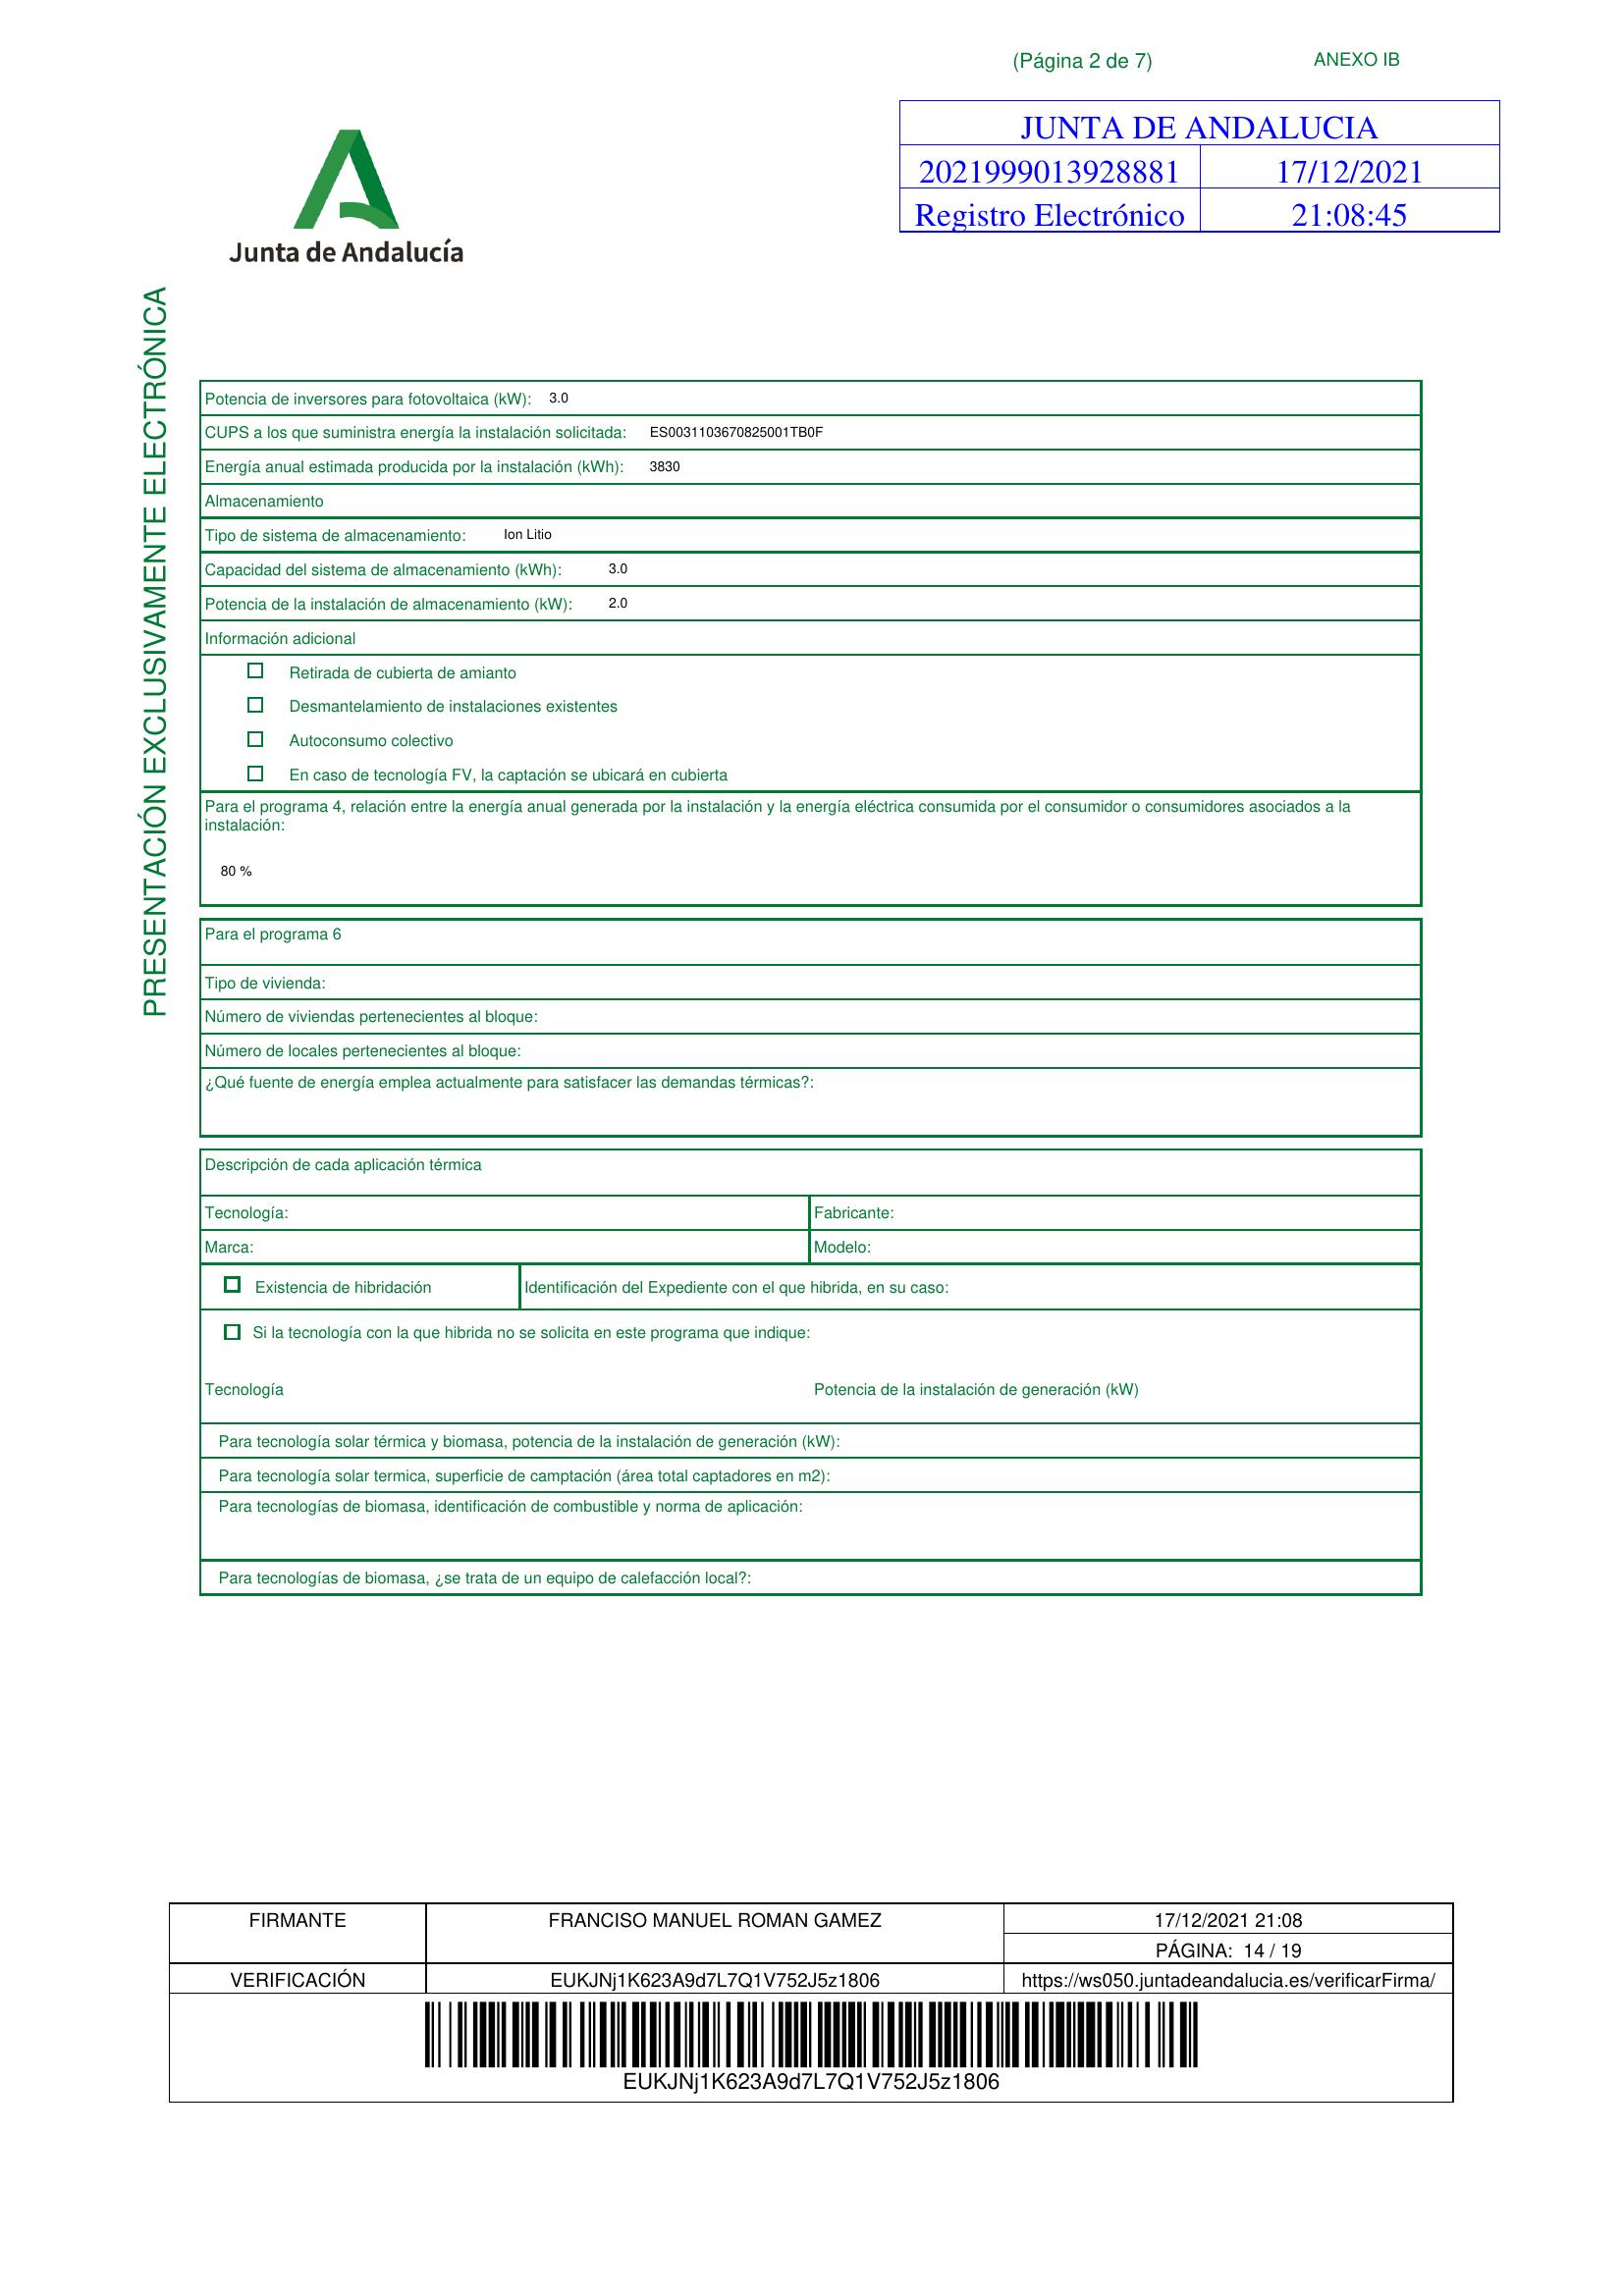 (Página 2 de 7)
ANEXO IB
JUNTA DE ANDALUCIA
2021999013928881
17/12/2021
Registro Electrónico
21:08:45
Junta de Andalucía
PRESENTACIÓN EXCLUSIVAMENTE ELECTRÓNICA
Potencia de inversores para fotovoltaica (kW): 3.0
CUPS a los que suministra energía la instalación solicitada: ES0031103670825001TB0F
Energía anual estimada producida por la instalación (kWh): 3830
Almacenamiento
Tipo de sistema de almacenamiento: Ion Litio
Capacidad del sistema de almacenamiento (kWh): 3.0
Potencia de la instalación de almacenamiento (kW): 2.0
Información adicional
Retirada de cubierta de amianto
Desmantelamiento de instalaciones existentes
Autoconsumo colectivo
En caso de tecnología FV, la captación se ubicará en cubierta
Para el programa 4, relación entre la energía anual generada por la instalación y la energía eléctrica consumida por el consumidor o consumidores asociados a la
instalación:
80 %
Para el programa 6
Tipo de vivienda:
Número de viviendas pertenecientes al bloque:
Número de locales pertenecientes al bloque:
¿Qué fuente de energía emplea actualmente para satisfacer las demandas térmicas?:
Descripción de cada aplicación térmica
Tecnología:
Fabricante:
Marca:
Modelo:
Existencia de hibridación
Identificación del Expediente con el que hibrida, en su caso:
Si la tecnología con la que hibrida no se solicita en este programa que indique:
Tecnología
Potencia de la instalación de generación (kW)
Para tecnología solar térmica y biomasa, potencia de la instalación de generación (kW):
Para tecnología solar termica, superficie de camptación (área total captadores en m2):
Para tecnologías de biomasa, identificación de combustible y norma de aplicación:
Para tecnologías de biomasa, ¿se trata de un equipo de calefacción local?:
FIRMANTE
FRANCISO MANUEL ROMAN GAMEZ
17/12/2021 21:08
PÁGINA: 14 / 19
VERIFICACIÓN
EUKJNj1K623A9d7L7Q1V752J5z1806
https://ws050.juntadeandalucia.es/verificarFirma/
EUKJNj1K623A9d7L7Q1V752J5z1806